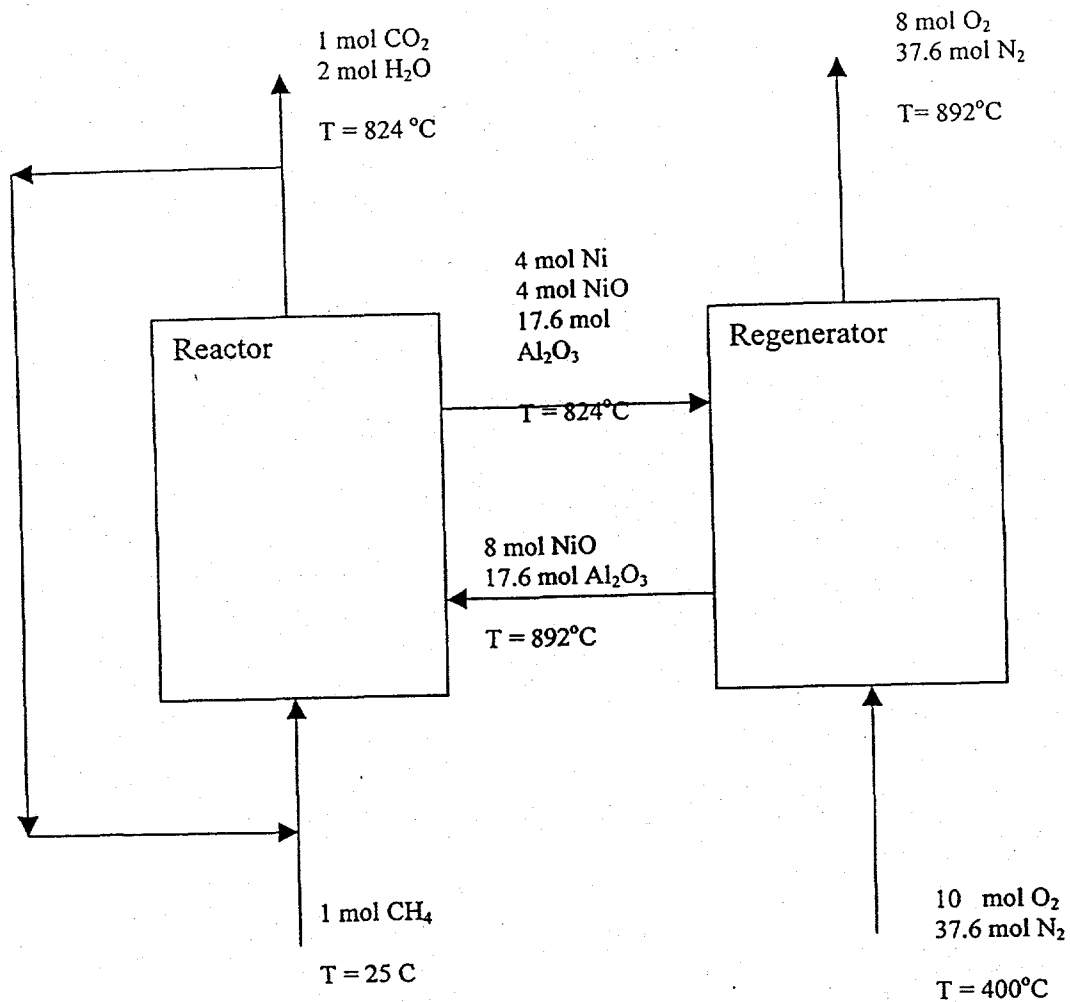 1 mol CO₂
2 mol H₂O
T = 824 °C
8 mol O₂
37.6 mol N₂
T= 892°C
4 mol Ni
4 mol NiO
17.6 mol
Al₂O₃
T = 824°C
Reactor
Regenerator
8 mol NiO
17.6 mol Al₂O₃
T = 892°C
1 mol CH₄
T = 25 C
10 mol O₂
37.6 mol N₂
T = 400°C